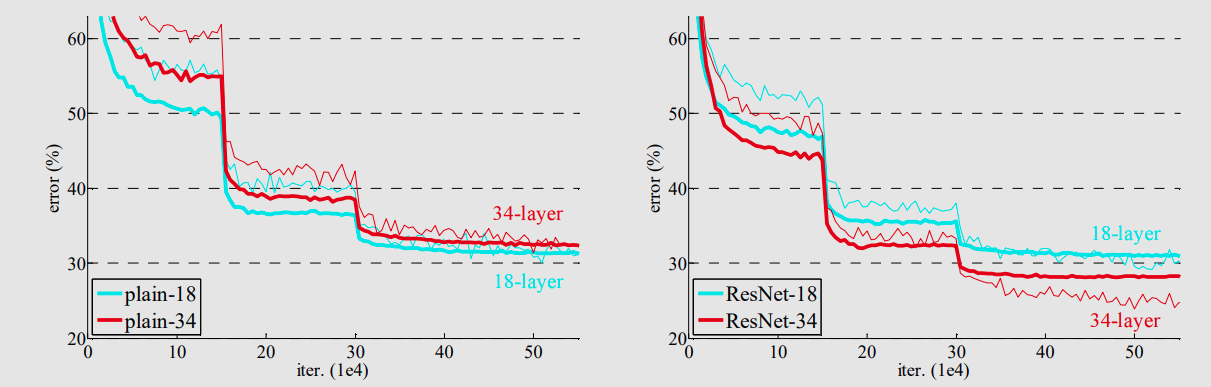 60
50
40
30
20
error (%)
34-layer
18-layer
plain-18
plain-34
0 10 20 30 40 50
iter. (1e4)
60
50
40
30
20
error (%)
18-layer
34-layer
ResNet-18
ResNet-34
0 10 20 30 40 50
iter. (1e4)